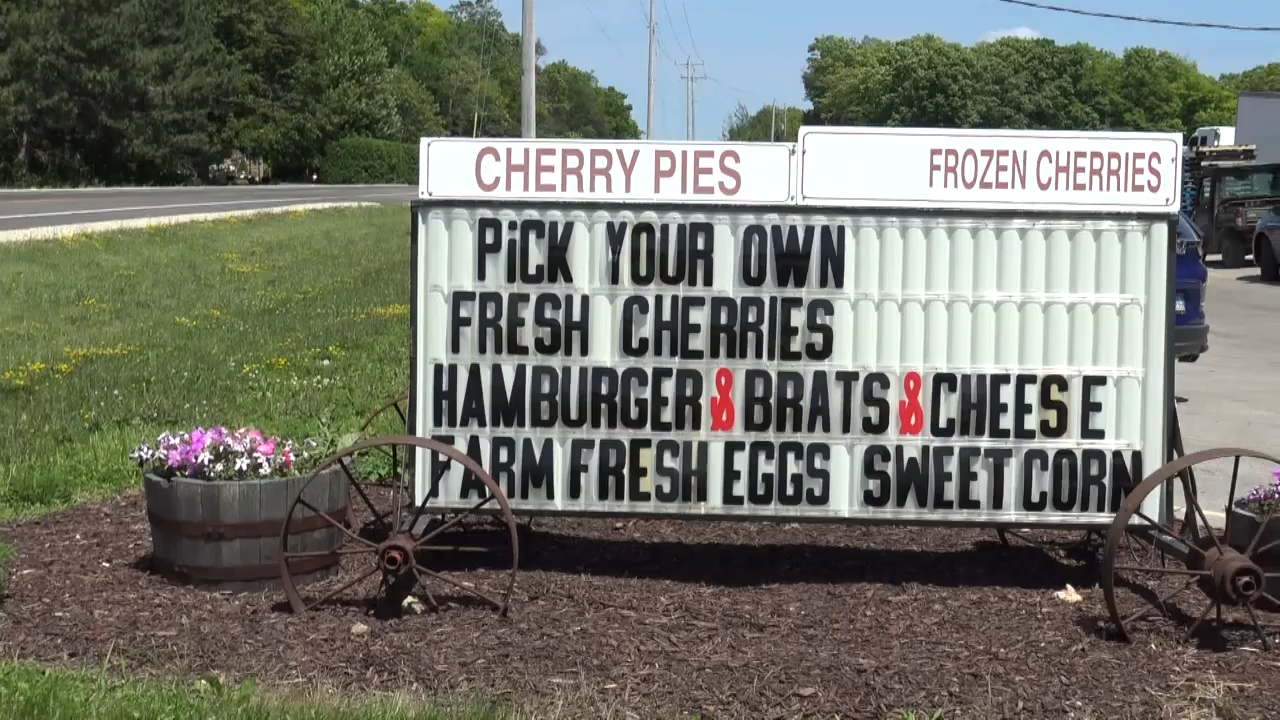 CHERRY PIES FROZEN CHERRIES
PiCK YOUR OWN
FRESH CHERRIES
HAMBURGER & BRATS & CHEESE
FARM FRESH EGGS SWEET CORN